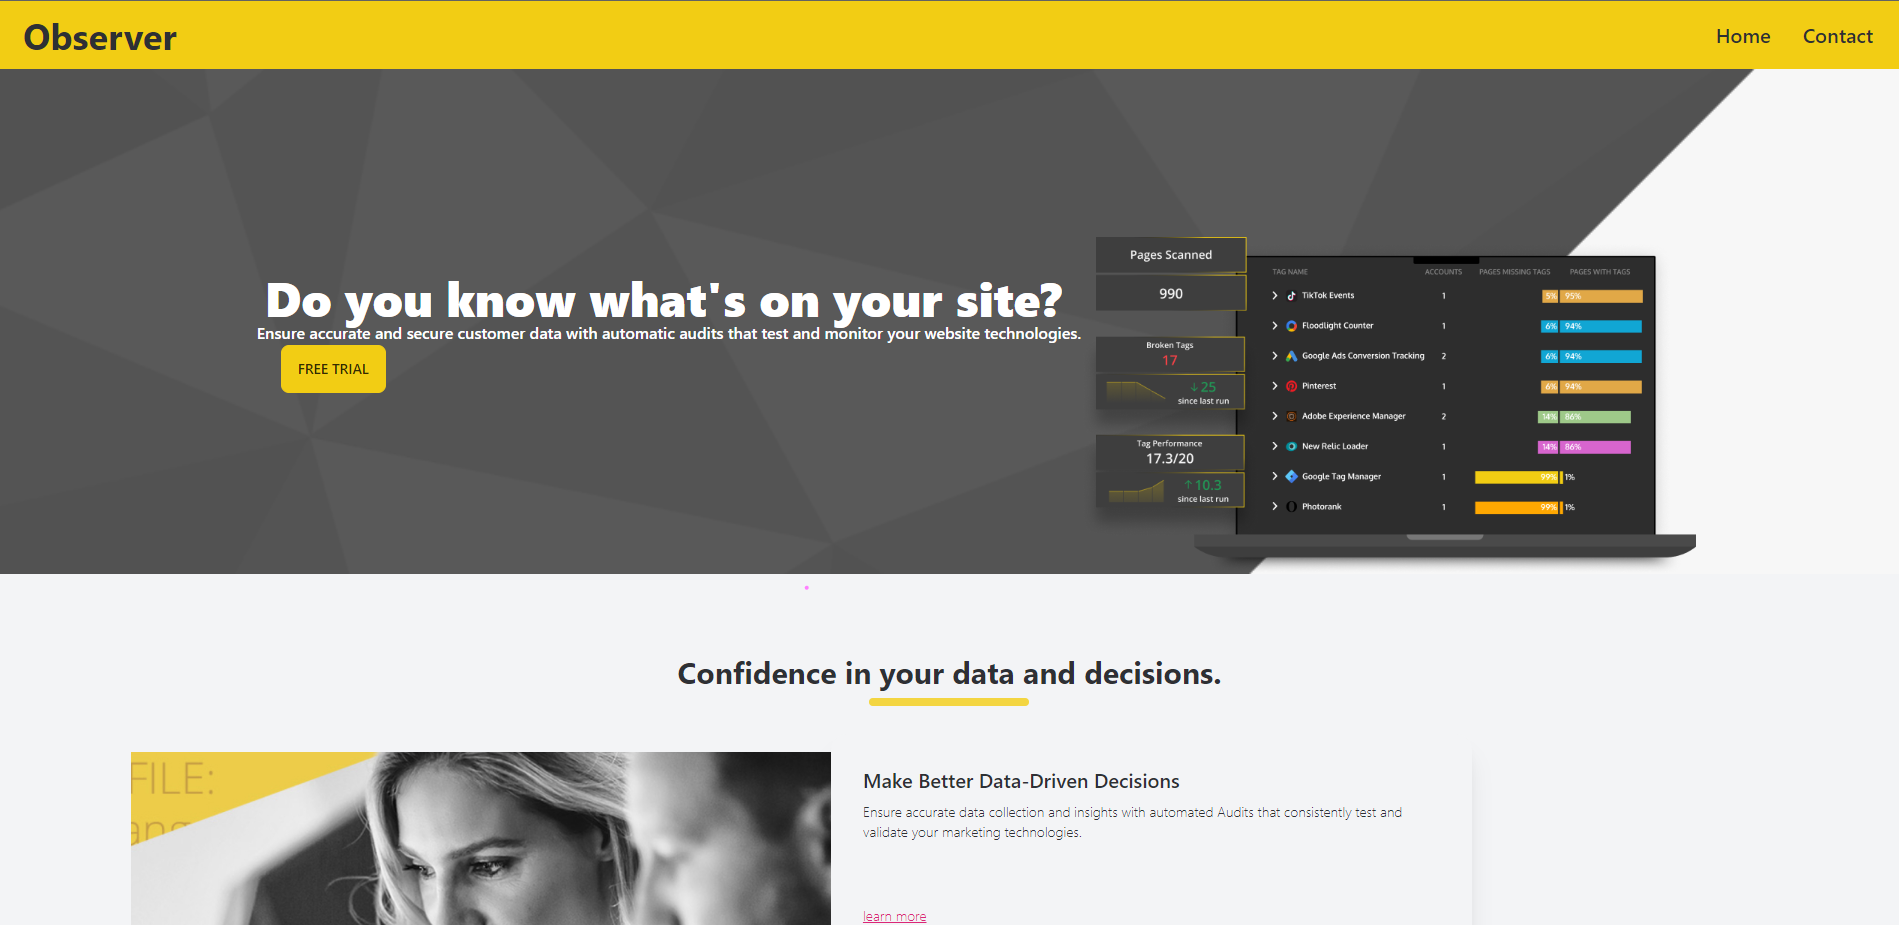 Observer
Home
Contact
Do you know what's on your site?
Ensure accurate and secure customer data with automatic audits that test and monitor your website technologies.
FREE TRIAL
Pages Scanned
990
Broken Tags
17
↓25
since last run
Tag Performance
17.3/20
↑10.3
since last run
TAG NAME ACCOUNTS PAGES MISSING TAGS PAGES WITH TAGS
TikTok Events 1 5% 95%
Floodlight Counter 1 6% 94%
Google Ads Conversion Tracking 2 6% 94%
Pinterest 1 6% 94%
Adobe Experience Manager 2 14% 86%
New Relic Loader 1 14% 86%
Google Tag Manager 1 99% 1%
Photorank 1 99% 1%
Confidence in your data and decisions.
FILE:
Make Better Data-Driven Decisions
Ensure accurate data collection and insights with automated Audits that consistently test and
validate your marketing technologies.
learn more